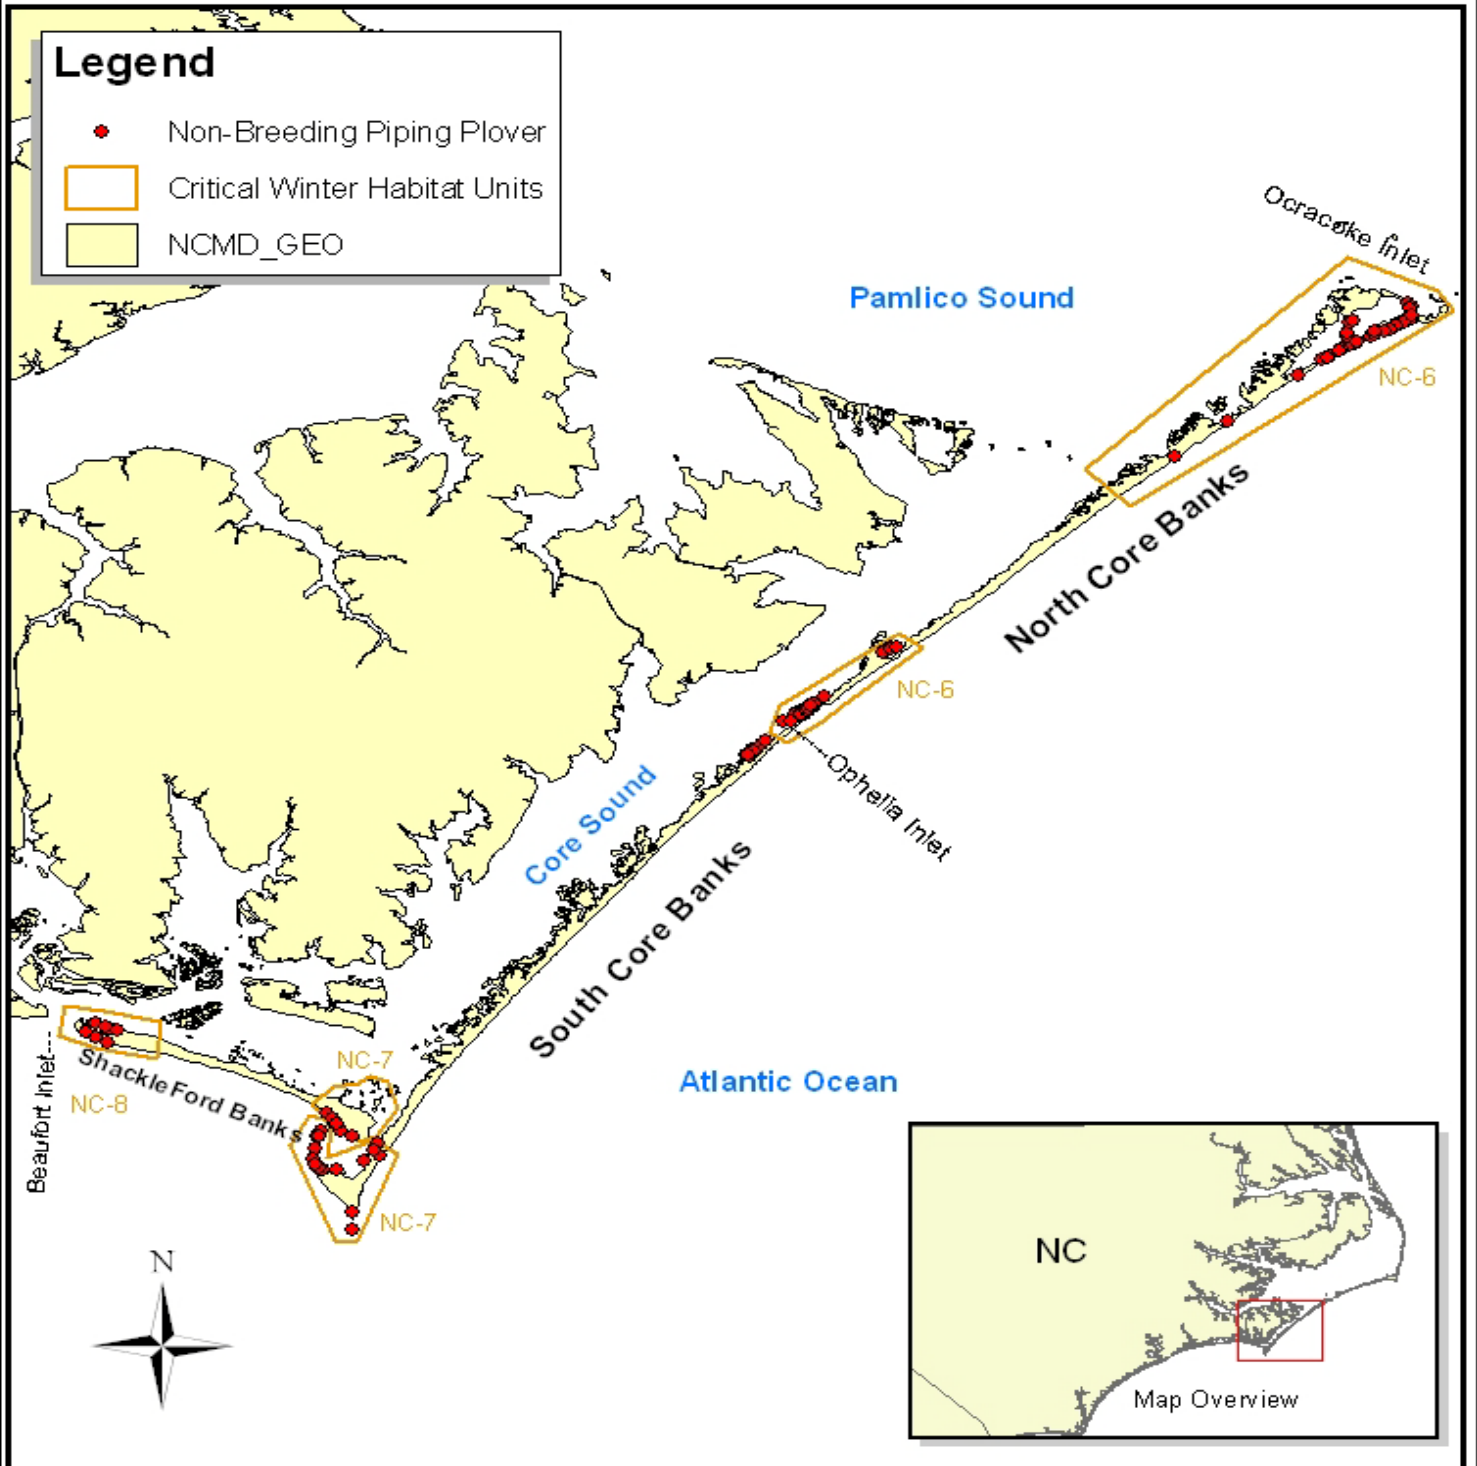 Legend
Non-Breeding Piping Plover
Critical Winter Habitat Units
NCMD_GEO
Ocracoke Inlet
Pamlico Sound
NC-6
North Core Banks
NC-6
Ophelia Inlet
Core Sound
South Core Banks
Atlantic Ocean
NC-7
Shackle Ford Banks
NC-8
Beaufort Inlet
NC-7
N
NC
Map Overview